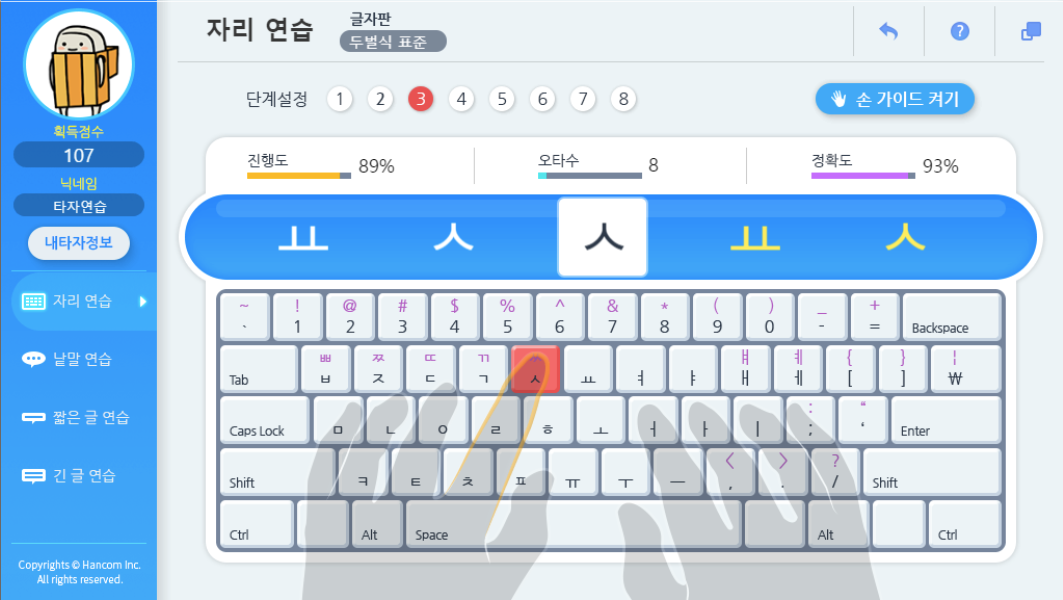 획득점수
107
닉네임
타자연습
내타자정보
자리 연습
낱말 연습
짧은 글 연습
긴 글 연습
Copyrights © Hancom Inc.
All rights reserved.
자리 연습
글자판
두벌식 표준
?
단계설정 1 2 3 4 5 6 7 8
손 가이드 켜기
진행도 89%
오타수 8
정확도 93%
ㅛ ㅅ ㅅ ㅛ ㅅ
~ ! @ # $ % ^ & * ( ) _ +
` 1 2 3 4 5 6 7 8 9 0 - = Backspace
ㅃ ㅉ ㄸ ㄲ ㅆ ㅒ ㅖ { } ¦
Tab ㅂ ㅈ ㄷ ㄱ ㅅ ㅛ ㅕ ㅑ ㅐ ㅔ [ ] ₩
: “
Caps Lock ㅁ ㄴ ㅇ ㄹ ㅎ ㅗ ㅓ ㅏ ㅣ ; ‘ Enter
< > ?
Shift ㅋ ㅌ ㅊ ㅍ ㅠ ㅜ ㅡ , . / Shift
Ctrl Alt Space Alt Ctrl